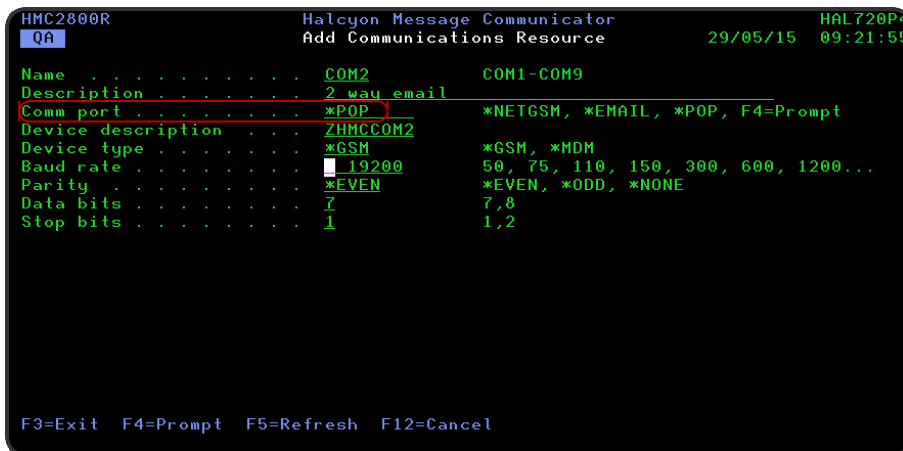 HMC2800R Halcyon Message Communicator HAL720P4
QA Add Communications Resource 29/05/15 09:21:55
Name . . . . . . . . . . COM2 COM1-COM9
Description . . . . . . . 2 way email
Comm port . . . . . . . . *POP *NETGSM, *EMAIL, *POP, F4=Prompt
Device description . . . ZHMCCOM2
Device type . . . . . . . *GSM *GSM, *MDM
Baud rate . . . . . . . . 19200 50, 75, 110, 150, 300, 600, 1200...
Parity . . . . . . . . . *EVEN *EVEN, *ODD, *NONE
Data bits . . . . . . . . 7 7,8
Stop bits . . . . . . . . 1 1,2
F3=Exit F4=Prompt F5=Refresh F12=Cancel